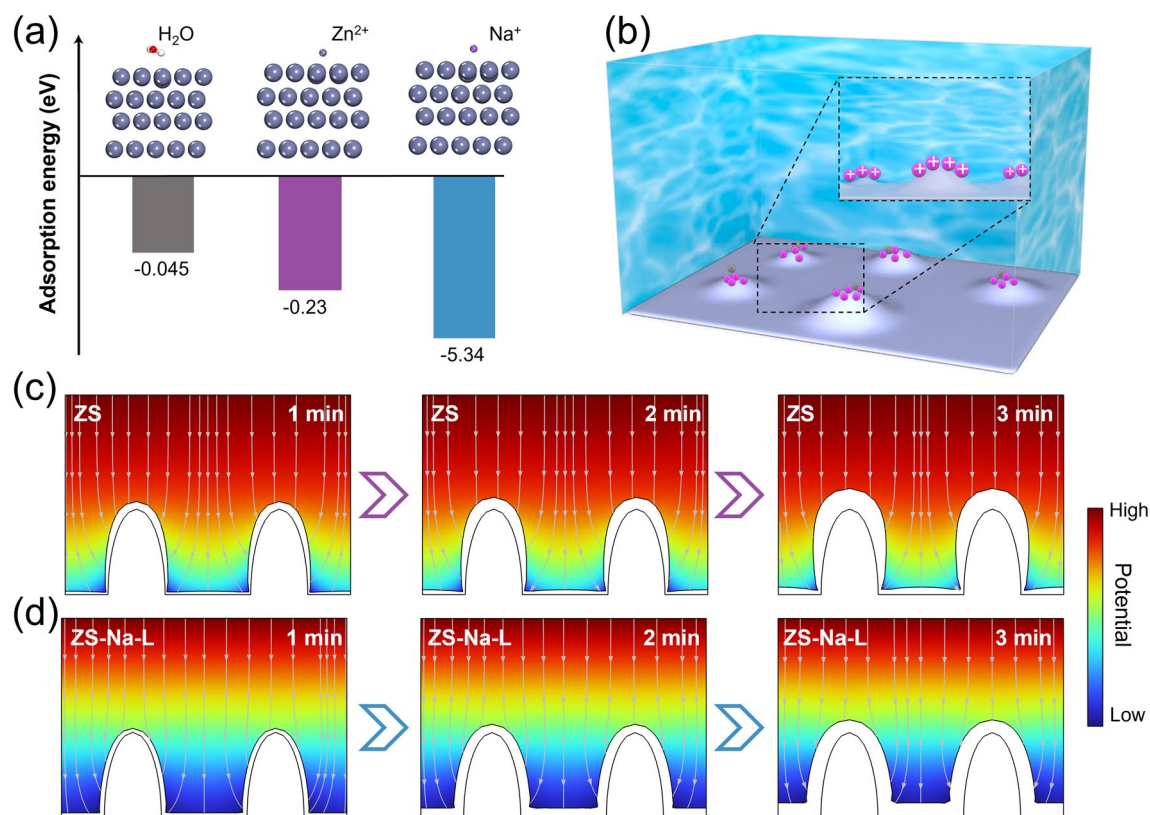 (a)
H₂O
Zn²⁺
Na⁺
Adsorption energy (eV)
-0.045
-0.23
-5.34
(b)
+ + +
+ + + +
+ +
(c)
ZS 1 min
ZS 2 min
ZS 3 min
(d)
ZS-Na-L 1 min
ZS-Na-L 2 min
ZS-Na-L 3 min
High
Potential
Low